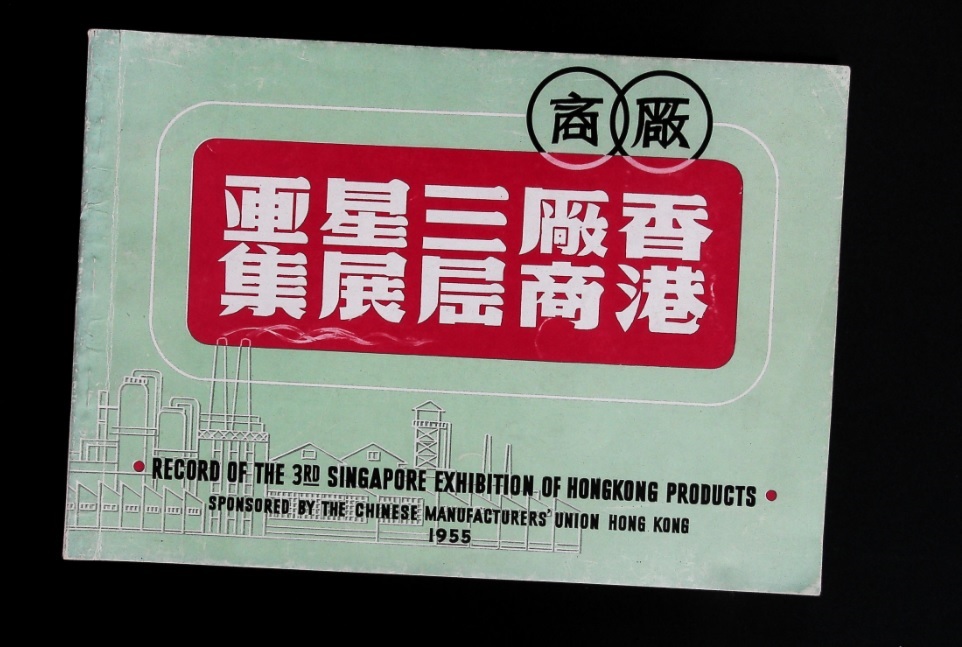 廠商
香港
廠商
三屆
星展
画集
RECORD OF THE 3RD SINGAPORE EXHIBITION OF HONGKONG PRODUCTS
SPONSORED BY THE CHINESE MANUFACTURERS' UNION HONG KONG
1955